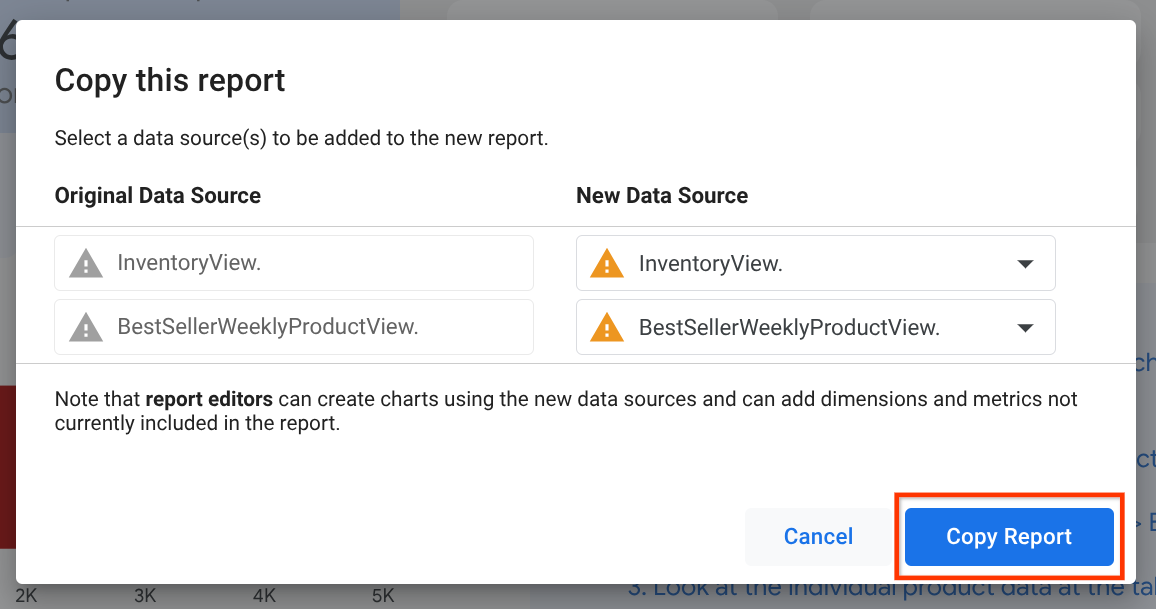 Copy this report
Select a data source(s) to be added to the new report.
Original Data Source
New Data Source
InventoryView.
InventoryView.
BestSellerWeeklyProductView.
BestSellerWeeklyProductView.
Note that report editors can create charts using the new data sources and can add dimensions and metrics not
currently included in the report.
Cancel
Copy Report
2K 3K 4K 5K
3. Look at the individual product data at the